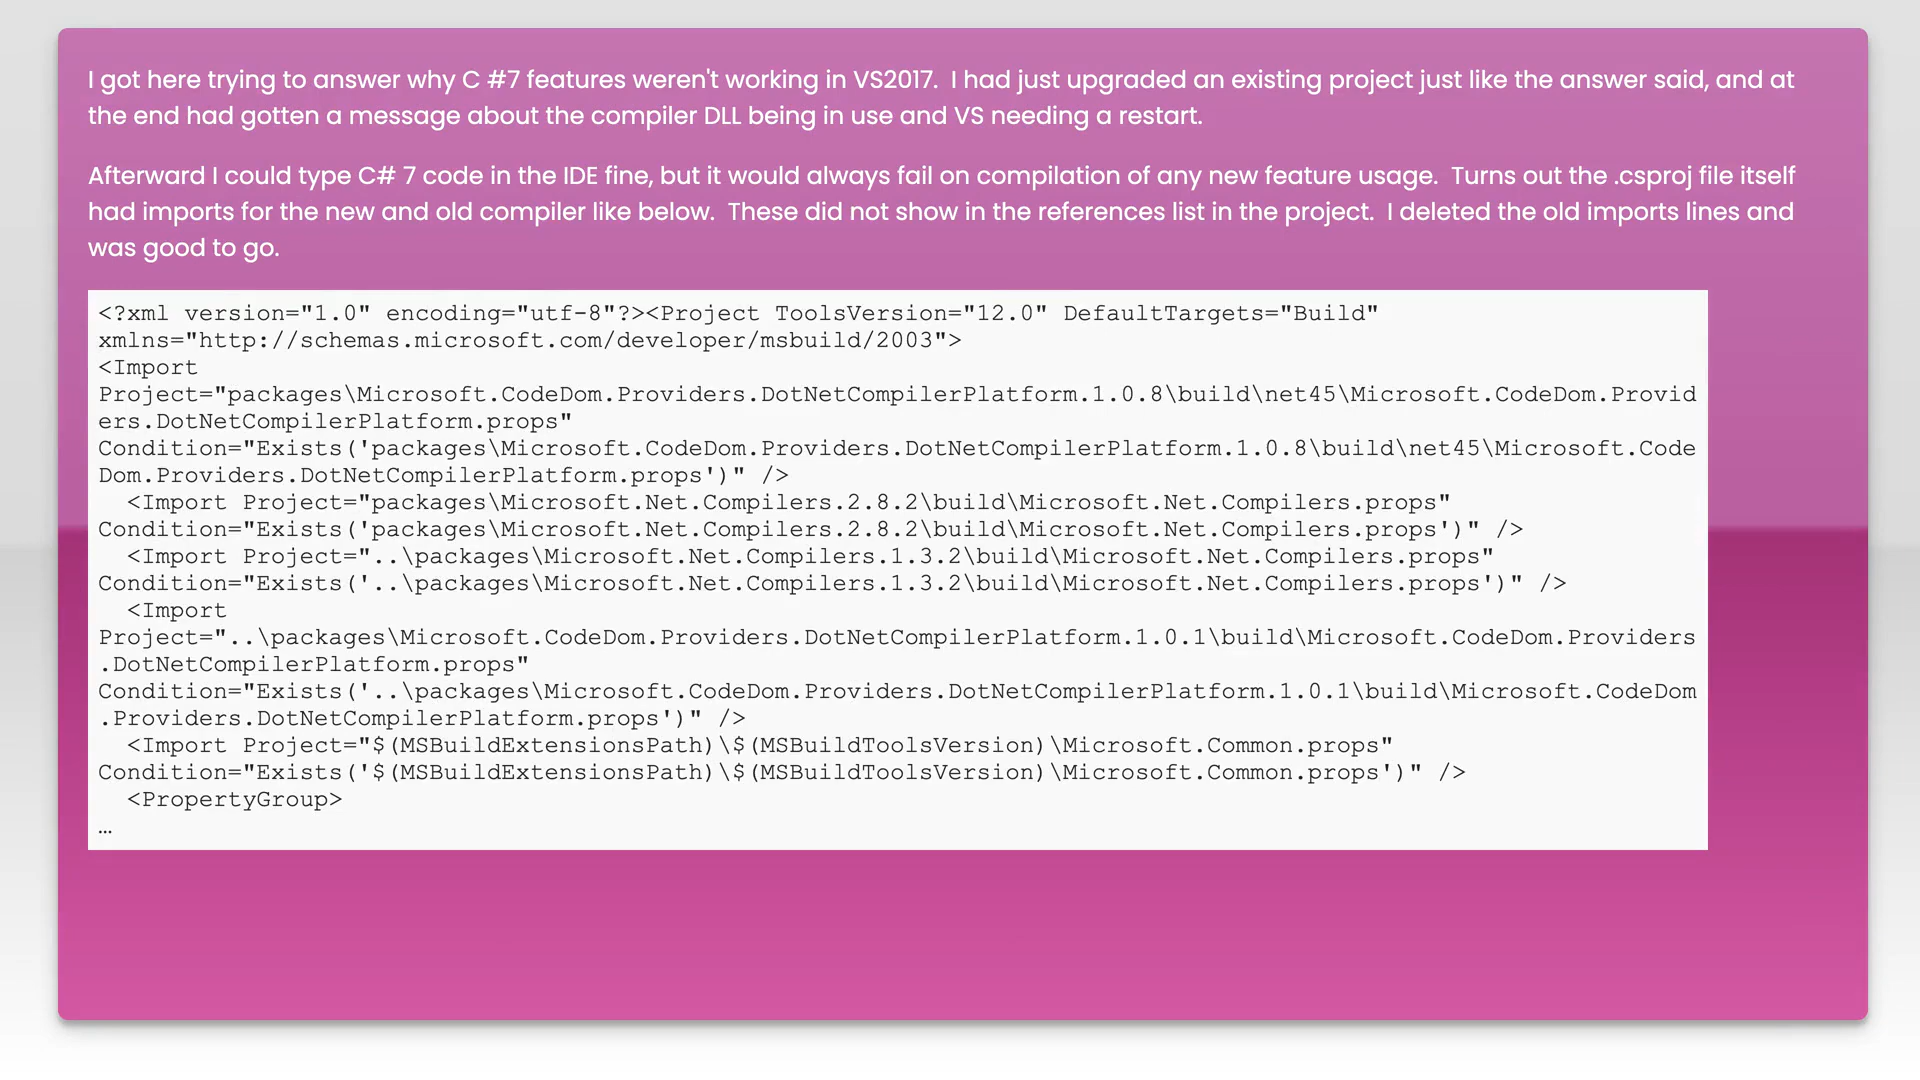 I got here trying to answer why C #7 features weren't working in VS2017.  I had just upgraded an existing project just like the answer said, and at
the end had gotten a message about the compiler DLL being in use and VS needing a restart.
Afterward I could type C# 7 code in the IDE fine, but it would always fail on compilation of any new feature usage.  Turns out the .csproj file itself
had imports for the new and old compiler like below.  These did not show in the references list in the project.  I deleted the old imports lines and
was good to go.
<?xml version="1.0" encoding="utf-8"?><Project ToolsVersion="12.0" DefaultTargets="Build"
xmlns="http://schemas.microsoft.com/developer/msbuild/2003">
<Import
Project="packages\Microsoft.CodeDom.Providers.DotNetCompilerPlatform.1.0.8\build\net45\Microsoft.CodeDom.Provid
ers.DotNetCompilerPlatform.props"
Condition="Exists('packages\Microsoft.CodeDom.Providers.DotNetCompilerPlatform.1.0.8\build\net45\Microsoft.Code
Dom.Providers.DotNetCompilerPlatform.props')" />
  <Import Project="packages\Microsoft.Net.Compilers.2.8.2\build\Microsoft.Net.Compilers.props"
Condition="Exists('packages\Microsoft.Net.Compilers.2.8.2\build\Microsoft.Net.Compilers.props')" />
  <Import Project="..\packages\Microsoft.Net.Compilers.1.3.2\build\Microsoft.Net.Compilers.props"
Condition="Exists('..\packages\Microsoft.Net.Compilers.1.3.2\build\Microsoft.Net.Compilers.props')" />
  <Import
Project="..\packages\Microsoft.CodeDom.Providers.DotNetCompilerPlatform.1.0.1\build\Microsoft.CodeDom.Providers
.DotNetCompilerPlatform.props"
Condition="Exists('..\packages\Microsoft.CodeDom.Providers.DotNetCompilerPlatform.1.0.1\build\Microsoft.CodeDom
.Providers.DotNetCompilerPlatform.props')" />
  <Import Project="$(MSBuildExtensionsPath)\$(MSBuildToolsVersion)\Microsoft.Common.props"
Condition="Exists('$(MSBuildExtensionsPath)\$(MSBuildToolsVersion)\Microsoft.Common.props')" />
  <PropertyGroup>
…